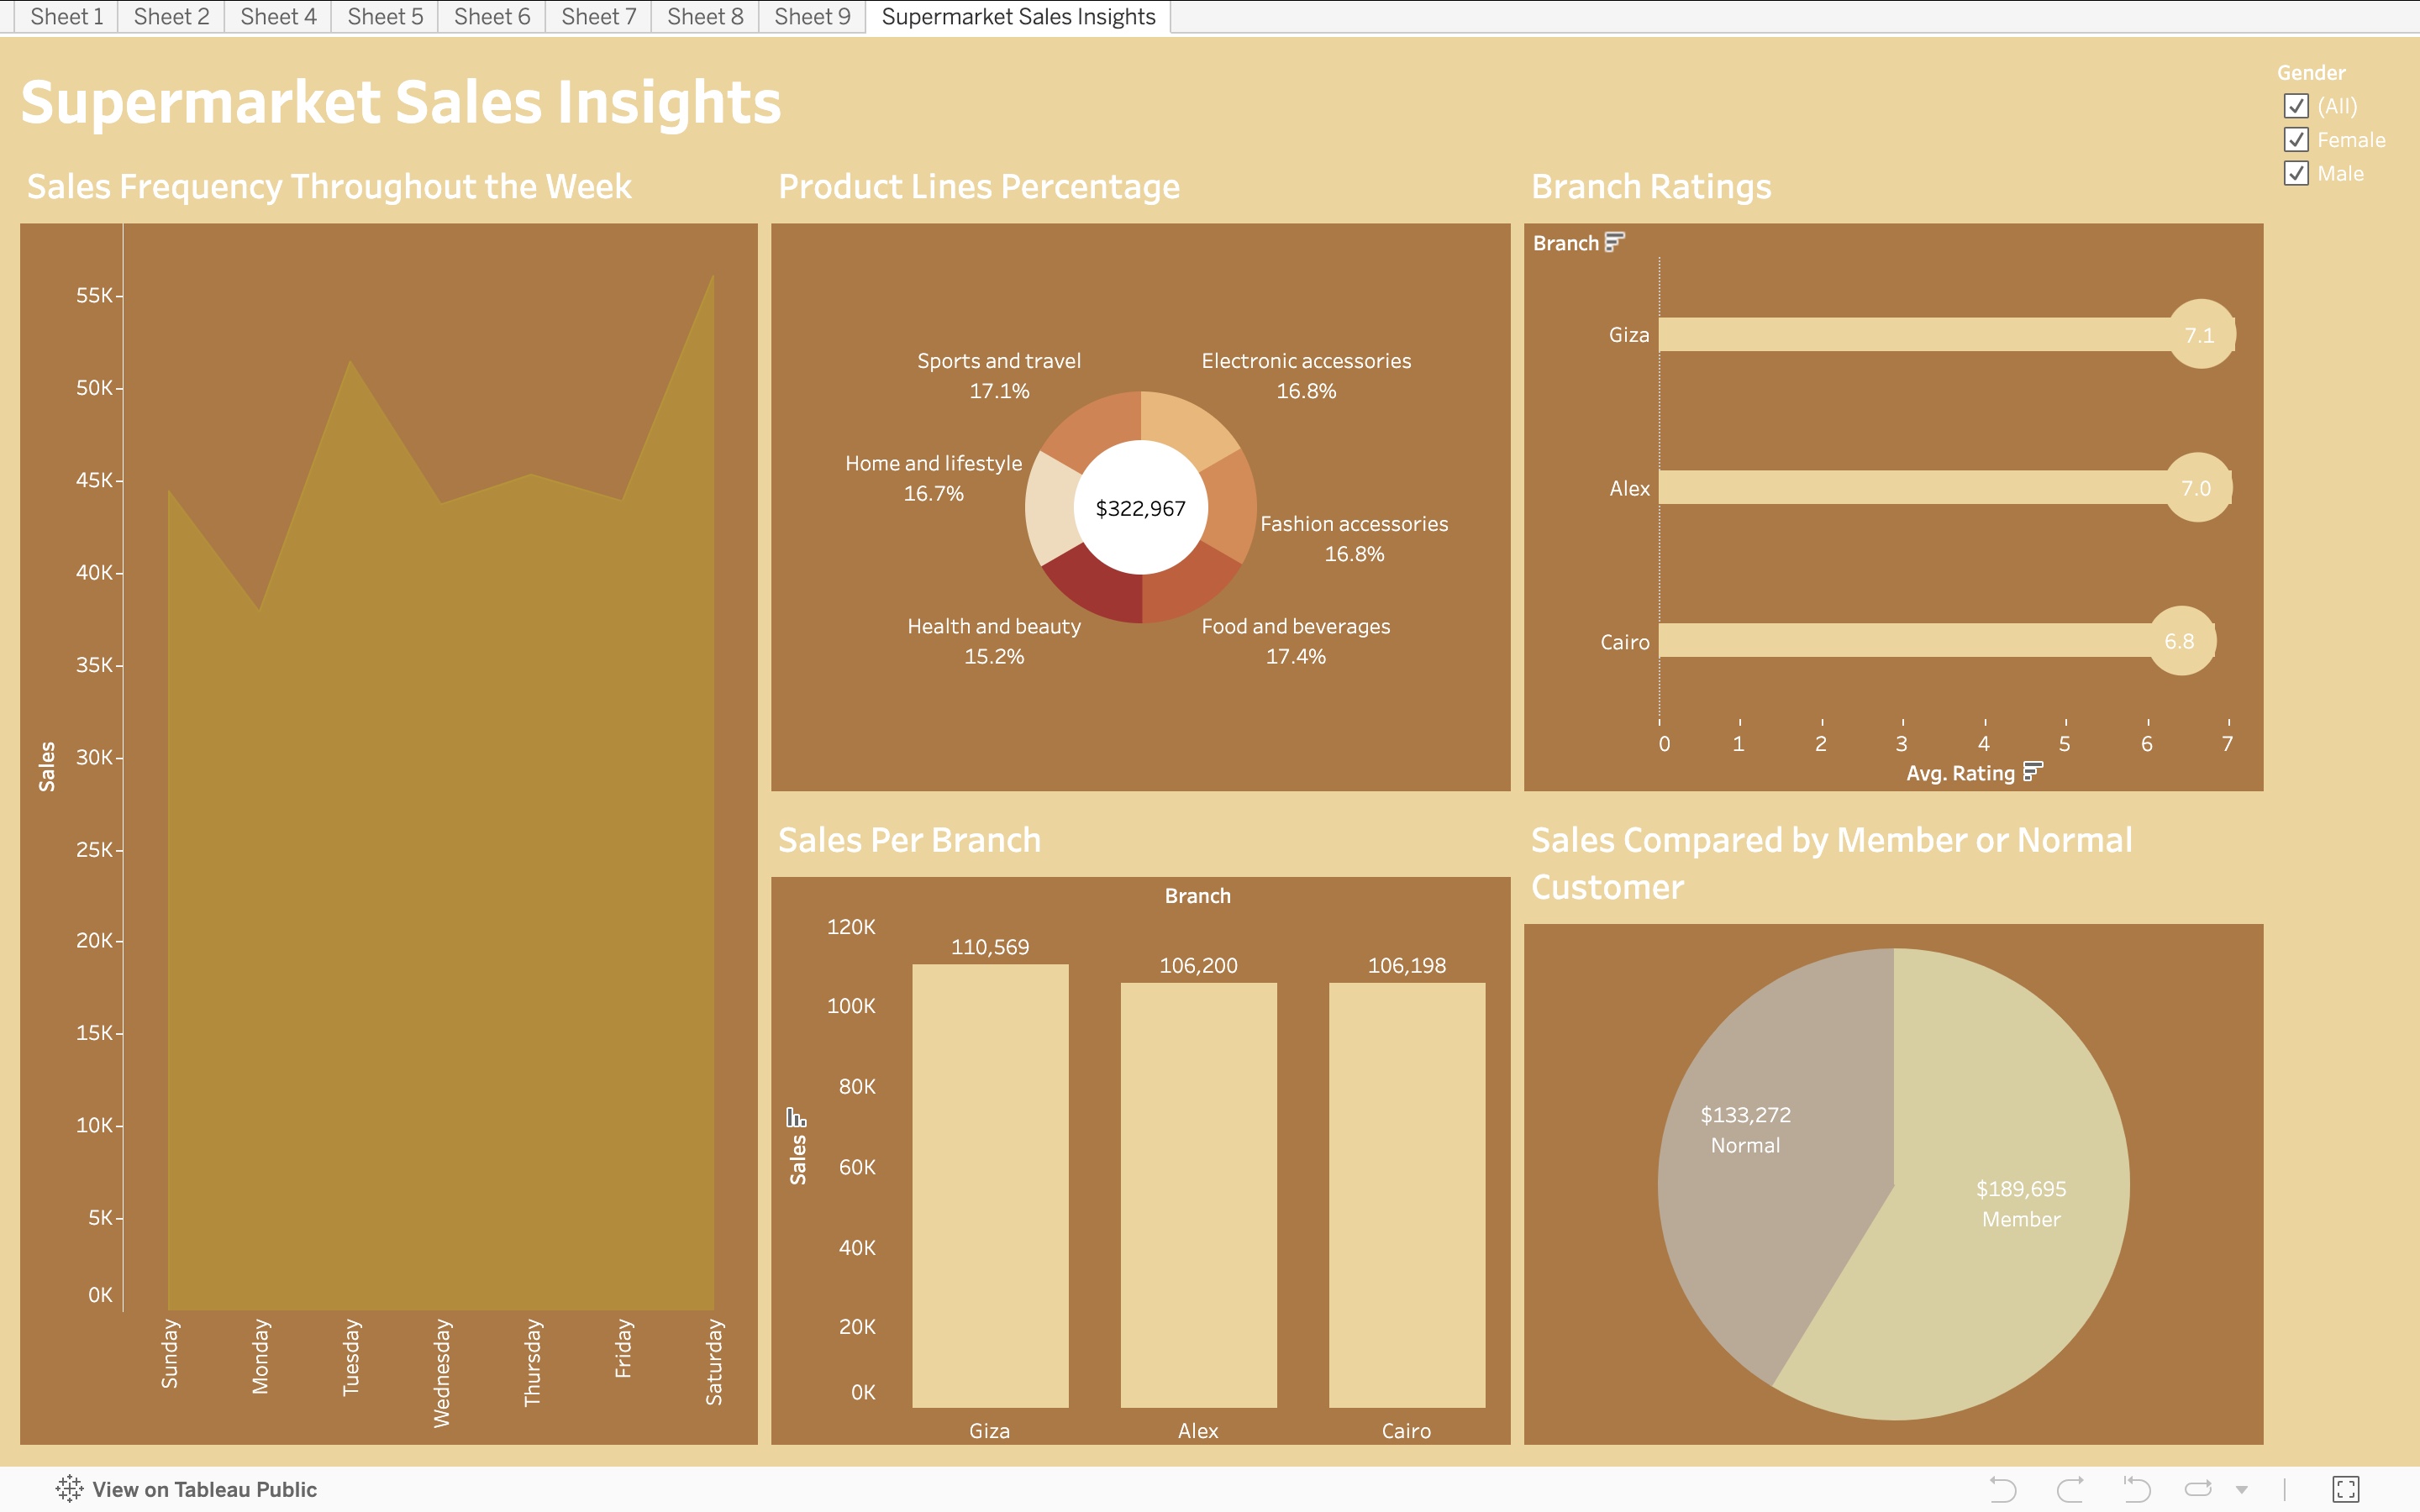 Sheet 1
Sheet 2
Sheet 4
Sheet 5
Sheet 6
Sheet 7
Sheet 8
Sheet 9
Supermarket Sales Insights
Supermarket Sales Insights
Gender
(All)
Female
Male
Sales Frequency Throughout the Week
Sales
55K
50K
45K
40K
35K
30K
25K
20K
15K
10K
5K
0K
Sunday
Monday
Tuesday
Wednesday
Thursday
Friday
Saturday
Product Lines Percentage
Sports and travel
17.1%
Electronic accessories
16.8%
Home and lifestyle
16.7%
$322,967
Fashion accessories
16.8%
Health and beauty
15.2%
Food and beverages
17.4%
Branch Ratings
Branch
Giza
7.1
Alex
7.0
Cairo
6.8
0 1 2 3 4 5 6 7
Avg. Rating
Sales Per Branch
Branch
Sales
120K
100K
80K
60K
40K
20K
0K
110,569
106,200
106,198
Giza
Alex
Cairo
Sales Compared by Member or Normal
Customer
$133,272
Normal
$189,695
Member
View on Tableau Public